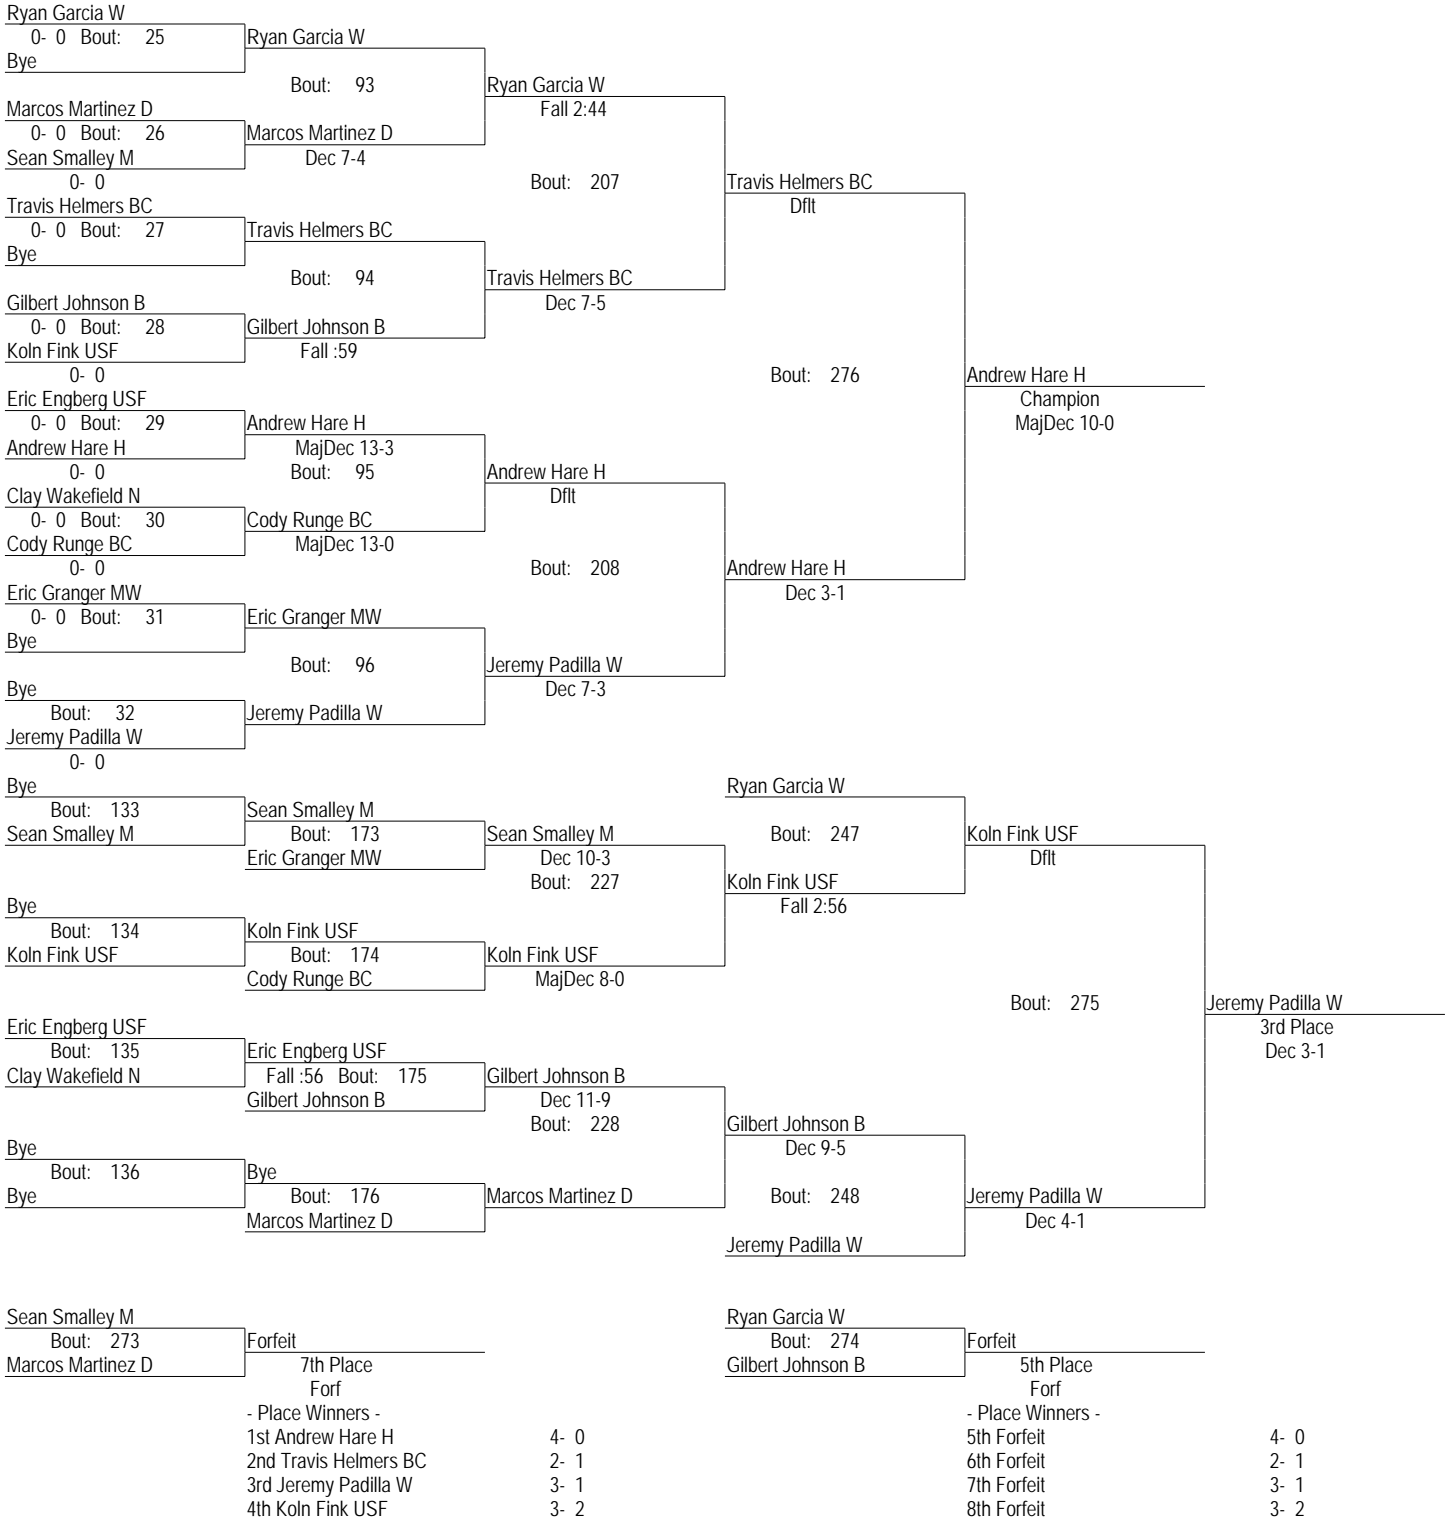 Ryan Garcia W
0- 0 Bout: 25 Ryan Garcia W
Bye
Bout: 93 Ryan Garcia W
Marcos Martinez D Fall 2:44
0- 0 Bout: 26 Marcos Martinez D
Sean Smalley M Dec 7-4
0- 0 Bout: 207 Travis Helmers BC
Travis Helmers BC Dflt
0- 0 Bout: 27 Travis Helmers BC
Bye
Bout: 94 Travis Helmers BC
Gilbert Johnson B Dec 7-5
0- 0 Bout: 28 Gilbert Johnson B
Koln Fink USF Fall :59
0- 0 Bout: 276 Andrew Hare H
Eric Engberg USF Champion
0- 0 Bout: 29 Andrew Hare H MajDec 10-0
Andrew Hare H MajDec 13-3
0- 0 Bout: 95 Andrew Hare H
Clay Wakefield N Dflt
0- 0 Bout: 30 Cody Runge BC
Cody Runge BC MajDec 13-0
0- 0 Bout: 208 Andrew Hare H
Eric Granger MW Dec 3-1
0- 0 Bout: 31 Eric Granger MW
Bye
Bout: 96 Jeremy Padilla W
Bye Dec 7-3
Bout: 32 Jeremy Padilla W
Jeremy Padilla W
0- 0
Bye Ryan Garcia W
Bout: 133 Sean Smalley M
Sean Smalley M Bout: 173 Sean Smalley M Bout: 247 Koln Fink USF
Eric Granger MW Dec 10-3 Dflt
Bout: 227 Koln Fink USF
Bye Fall 2:56
Bout: 134 Koln Fink USF
Koln Fink USF Bout: 174 Koln Fink USF
Cody Runge BC MajDec 8-0
Bout: 275 Jeremy Padilla W
Eric Engberg USF 3rd Place
Bout: 135 Eric Engberg USF Dec 3-1
Clay Wakefield N Fall :56 Bout: 175 Gilbert Johnson B
Gilbert Johnson B Dec 11-9
Bout: 228 Gilbert Johnson B
Bye Dec 9-5
Bout: 136 Bye
Bye Bout: 176 Marcos Martinez D Bout: 248 Jeremy Padilla W
Marcos Martinez D Dec 4-1
Jeremy Padilla W
Sean Smalley M Ryan Garcia W
Bout: 273 Forfeit Bout: 274 Forfeit
Marcos Martinez D 7th Place Gilbert Johnson B 5th Place
Forf Forf
- Place Winners - - Place Winners -
1st Andrew Hare H 4- 0 5th Forfeit 4- 0
2nd Travis Helmers BC 2- 1 6th Forfeit 2- 1
3rd Jeremy Padilla W 3- 1 7th Forfeit 3- 1
4th Koln Fink USF 3- 2 8th Forfeit 3- 2